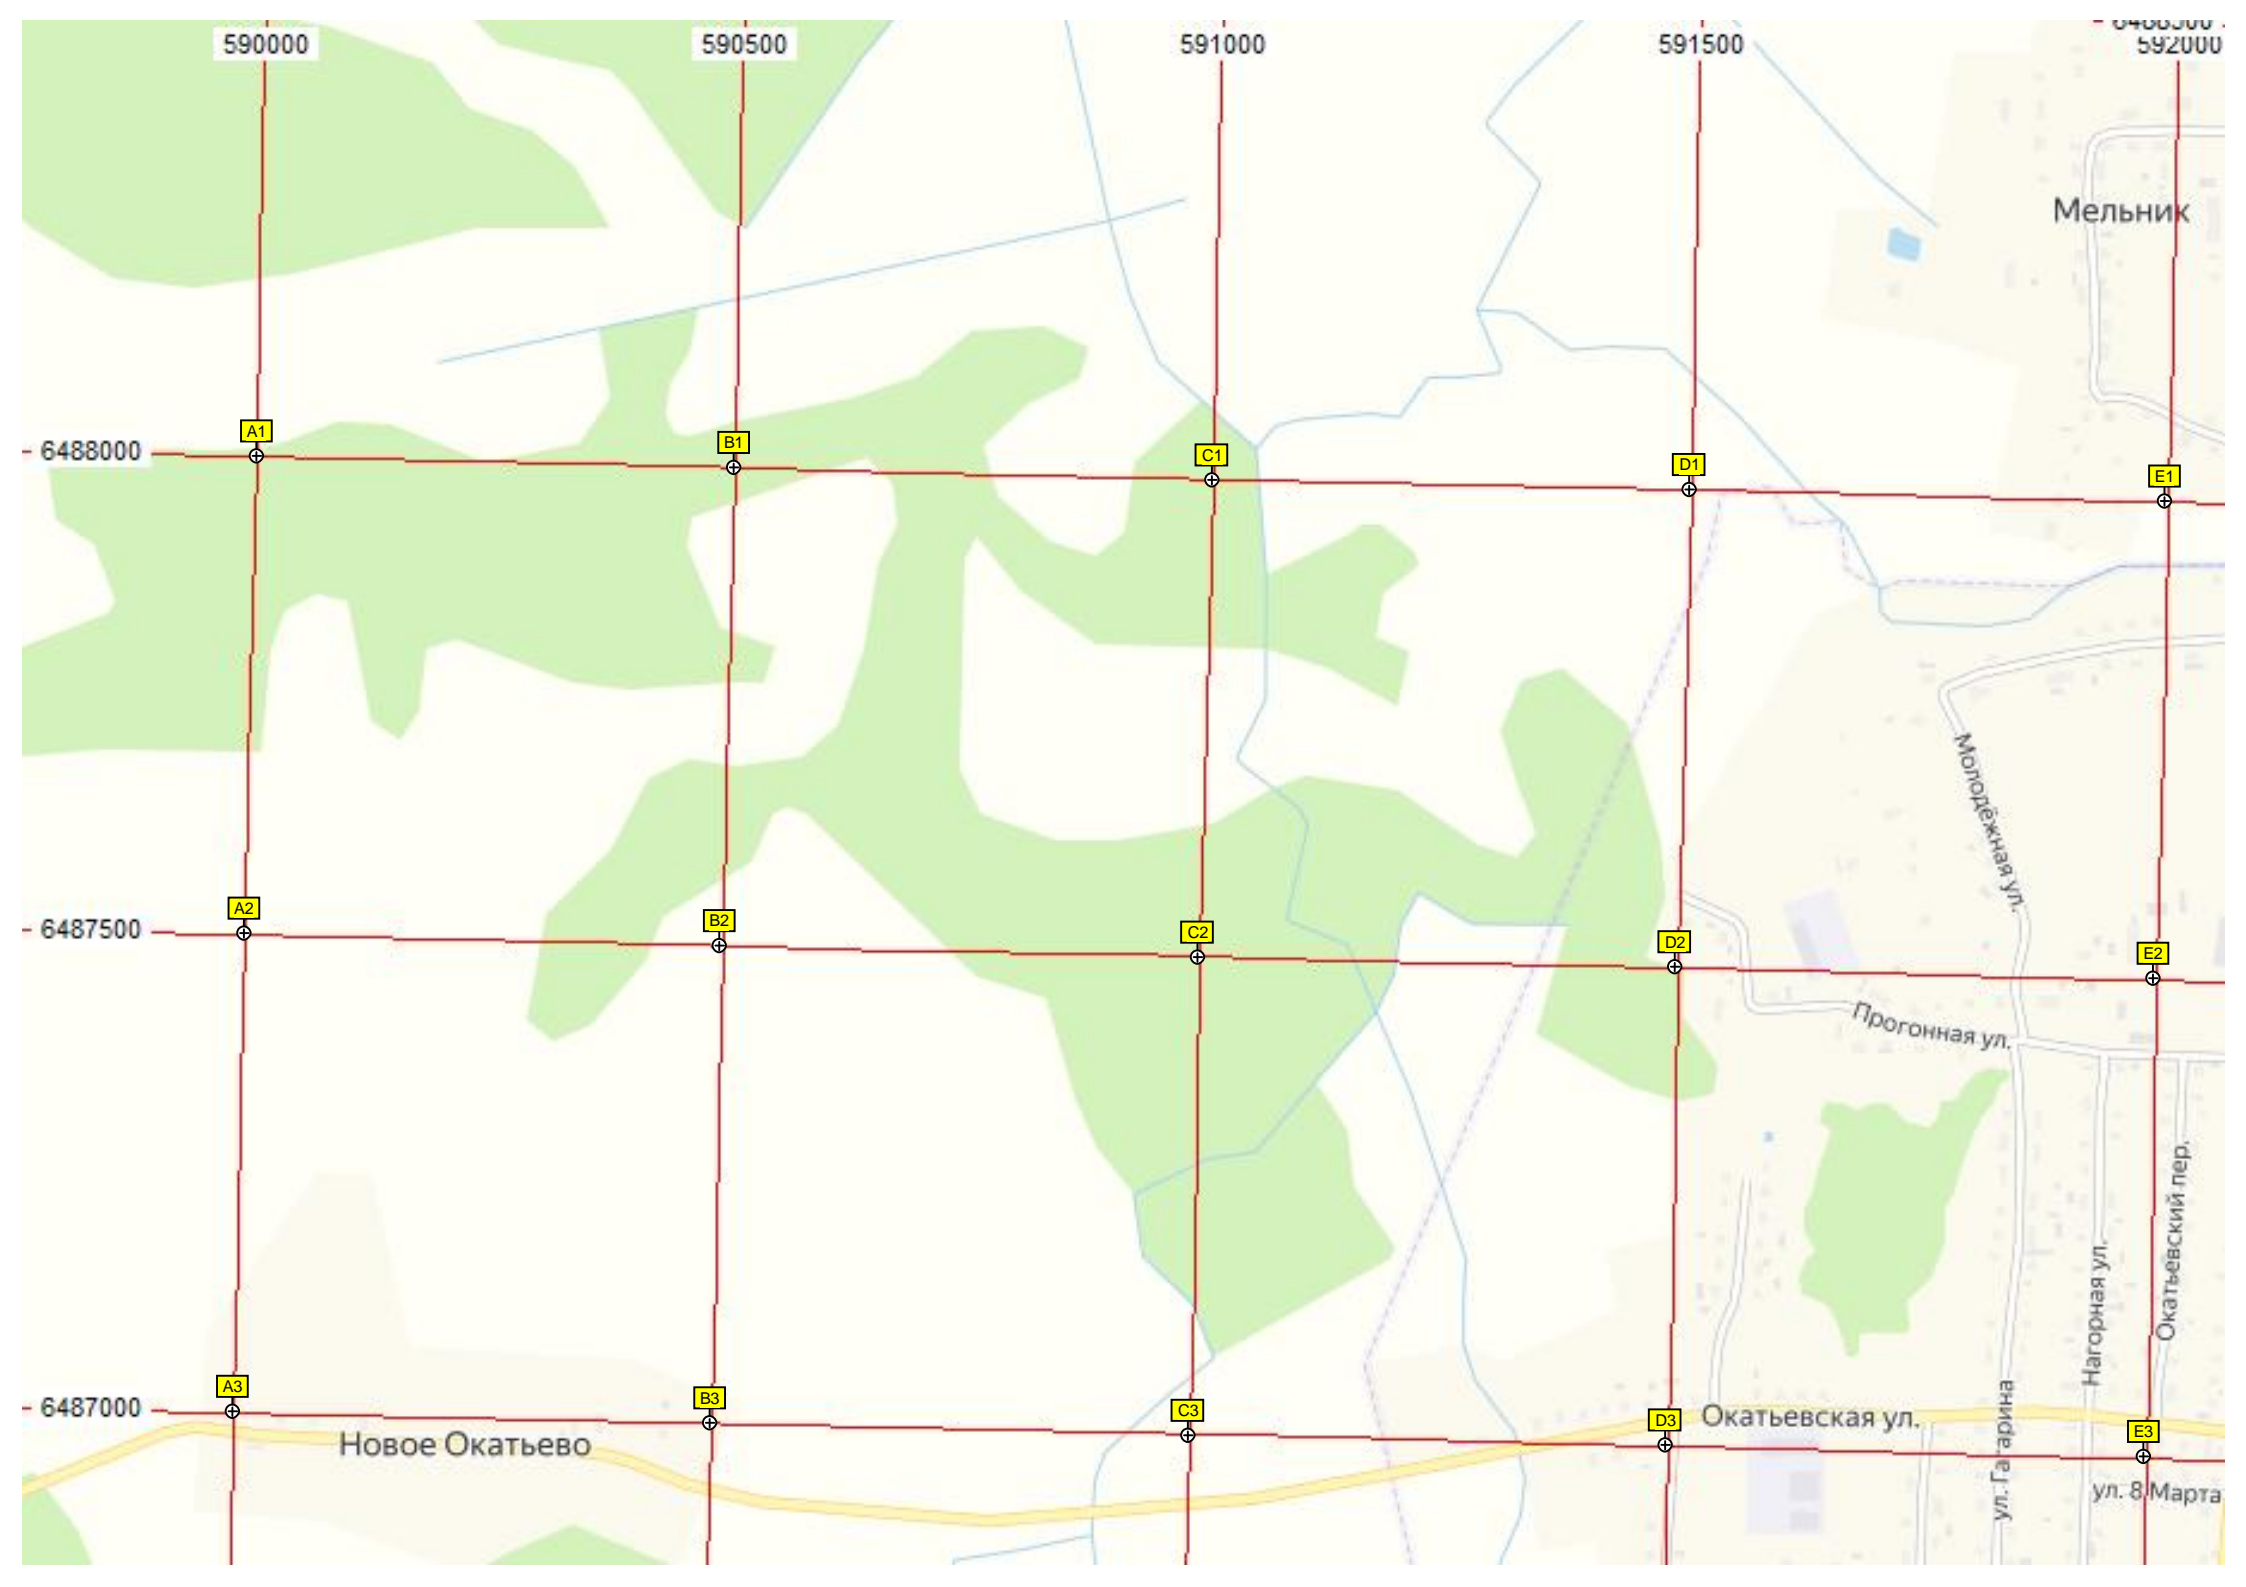 6488500
590000 590500 591000 591500 592000
Мельник
A1 B1 C1 D1 E1
6488000
Молодёжная ул.
A2 B2 C2 D2 E2
6487500
Прогонная ул.
Окатьевский пер.
Нагорная ул.
ул. Гагарина
A3 B3 C3 D3 E3
6487000
Окатьевская ул.
Новое Окатьево
ул. 8 Марта